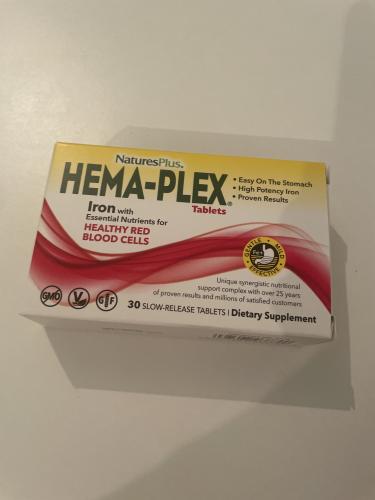 NaturesPlus.
HEMA-PLEX®
Tablets
• Easy On The Stomach
• High Potency Iron
• Proven Results
Iron with
Essential Nutrients for
HEALTHY RED
BLOOD CELLS
GENTLE • MILD • EFFECTIVE •
Unique synergistic nutritional
support complex with over 25 years
of proven results and millions of satisfied customers
GMO
V
GF
30 SLOW-RELEASE TABLETS | Dietary Supplement